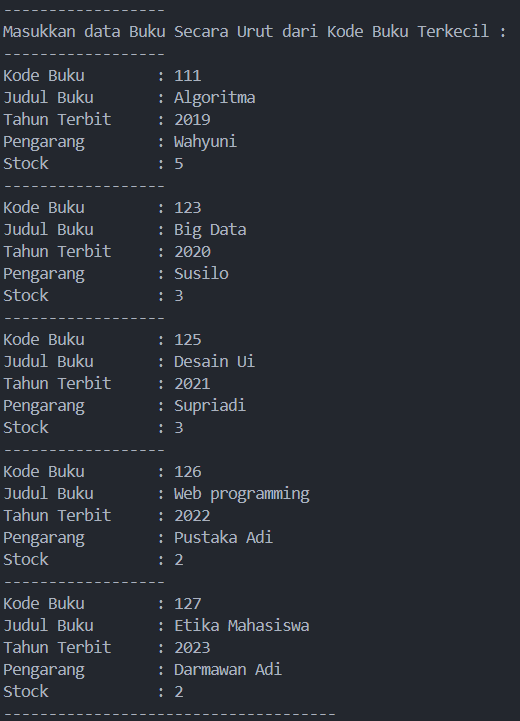 ------------------
Masukkan data Buku Secara Urut dari Kode Buku Terkecil :
------------------
Kode Buku        : 111
Judul Buku       : Algoritma
Tahun Terbit     : 2019
Pengarang        : Wahyuni
Stock            : 5
------------------
Kode Buku        : 123
Judul Buku       : Big Data
Tahun Terbit     : 2020
Pengarang        : Susilo
Stock            : 3
------------------
Kode Buku        : 125
Judul Buku       : Desain Ui
Tahun Terbit     : 2021
Pengarang        : Supriadi
Stock            : 3
------------------
Kode Buku        : 126
Judul Buku       : Web programming
Tahun Terbit     : 2022
Pengarang        : Pustaka Adi
Stock            : 2
------------------
Kode Buku        : 127
Judul Buku       : Etika Mahasiswa
Tahun Terbit     : 2023
Pengarang        : Darmawan Adi
Stock            : 2
-------------------------------------